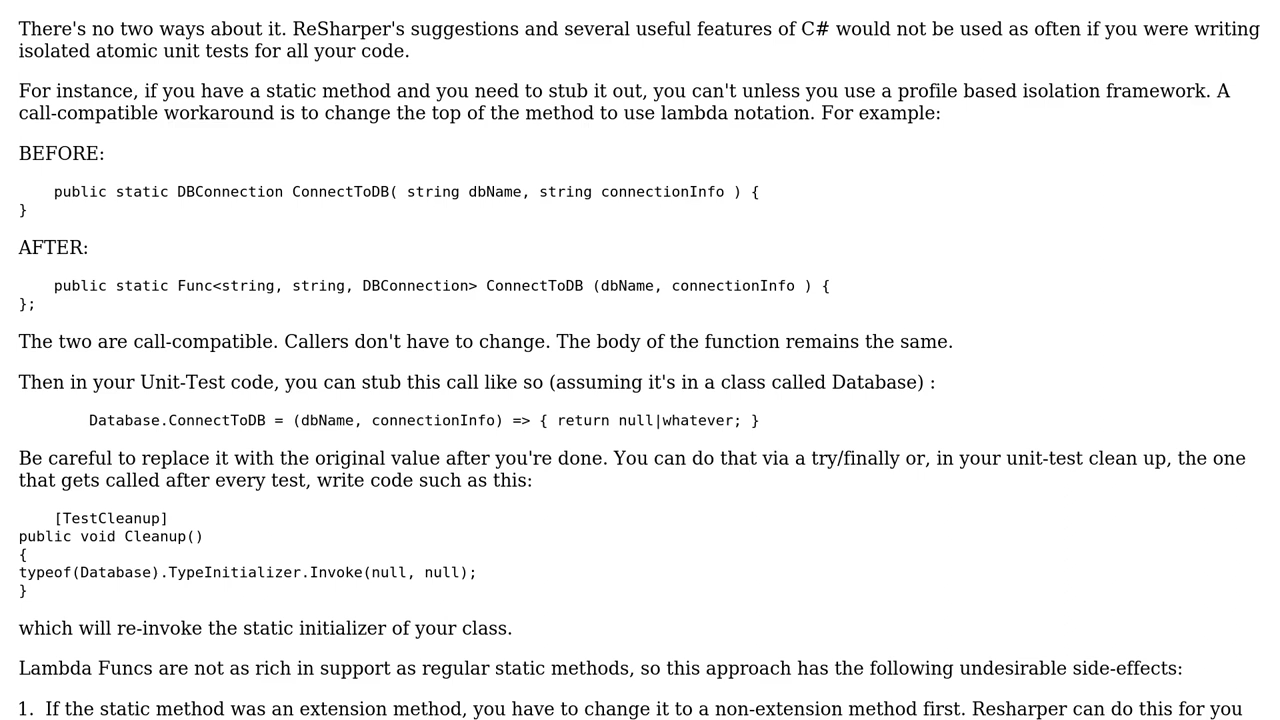 There's no two ways about it. ReSharper's suggestions and several useful features of C# would not be used as often if you were writing
isolated atomic unit tests for all your code.
For instance, if you have a static method and you need to stub it out, you can't unless you use a profile based isolation framework. A
call-compatible workaround is to change the top of the method to use lambda notation. For example:
BEFORE:
    public static DBConnection ConnectToDB( string dbName, string connectionInfo ) {
}
AFTER:
    public static Func<string, string, DBConnection> ConnectToDB (dbName, connectionInfo ) {
};
The two are call-compatible. Callers don't have to change. The body of the function remains the same.
Then in your Unit-Test code, you can stub this call like so (assuming it's in a class called Database) :
        Database.ConnectToDB = (dbName, connectionInfo) => { return null|whatever; }
Be careful to replace it with the original value after you're done. You can do that via a try/finally or, in your unit-test clean up, the one
that gets called after every test, write code such as this:
    [TestCleanup]
public void Cleanup()
{
typeof(Database).TypeInitializer.Invoke(null, null);
}
which will re-invoke the static initializer of your class.
Lambda Funcs are not as rich in support as regular static methods, so this approach has the following undesirable side-effects:
1. If the static method was an extension method, you have to change it to a non-extension method first. Resharper can do this for you